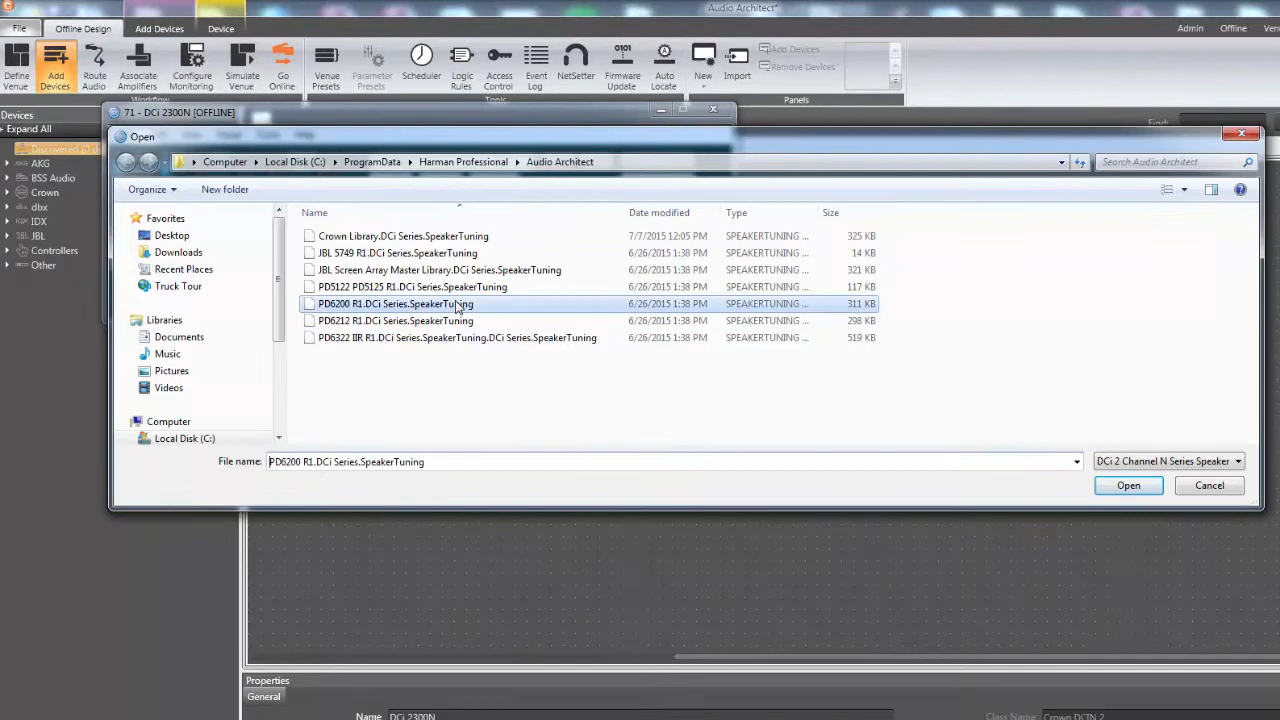 Audio Architect*
File
Offline Design
Add Devices
Device
Admin
Offline
Define Venue
Add Devices
Route Audio
Associate Amplifiers
Configure Monitoring
Simulate Venue
Go Online
Venue Presets
Parameter Presets
Scheduler
Logic Rules
Access Control
Event Log
NetSetter
Firmware Update
Auto Locate
New
Import
Add Devices
Remove Devices
Workflow
Tools
Panels
Devices
Expand All
AKG
BSS Audio
Crown
dbx
IDX
JBL
Controllers
Other
71 - DCi 2300N [OFFLINE]
Find:
Open
Computer
Local Disk (C:)
ProgramData
Harman Professional
Audio Architect
Search Audio Architect
Organize
New folder
Favorites
Desktop
Downloads
Recent Places
Truck Tour
Libraries
Documents
Music
Pictures
Videos
Computer
Local Disk (C:)
Name Date modified Type Size
Crown Library.DCi Series.SpeakerTuning 7/7/2015 12:05 PM SPEAKERTUNING ... 325 KB
JBL 5749 R1.DCi Series.SpeakerTuning 6/26/2015 1:38 PM SPEAKERTUNING ... 14 KB
JBL Screen Array Master Library.DCi Series.SpeakerTuning 6/26/2015 1:38 PM SPEAKERTUNING ... 321 KB
PD5122 PD5125 R1.DCi Series.SpeakerTuning 6/26/2015 1:38 PM SPEAKERTUNING ... 117 KB
PD6200 R1.DCi Series.SpeakerTuning 6/26/2015 1:38 PM SPEAKERTUNING ... 311 KB
PD6212 R1.DCi Series.SpeakerTuning 6/26/2015 1:38 PM SPEAKERTUNING ... 298 KB
PD6322 IIR R1.DCi Series.SpeakerTuning.DCi Series.SpeakerTuning 6/26/2015 1:38 PM SPEAKERTUNING ... 519 KB
File name: PD6200 R1.DCi Series.SpeakerTuning
DCi 2 Channel N Series Speaker
Open
Cancel
Properties
General
Name DCi 2300N
Class Name Crown DCIN 2